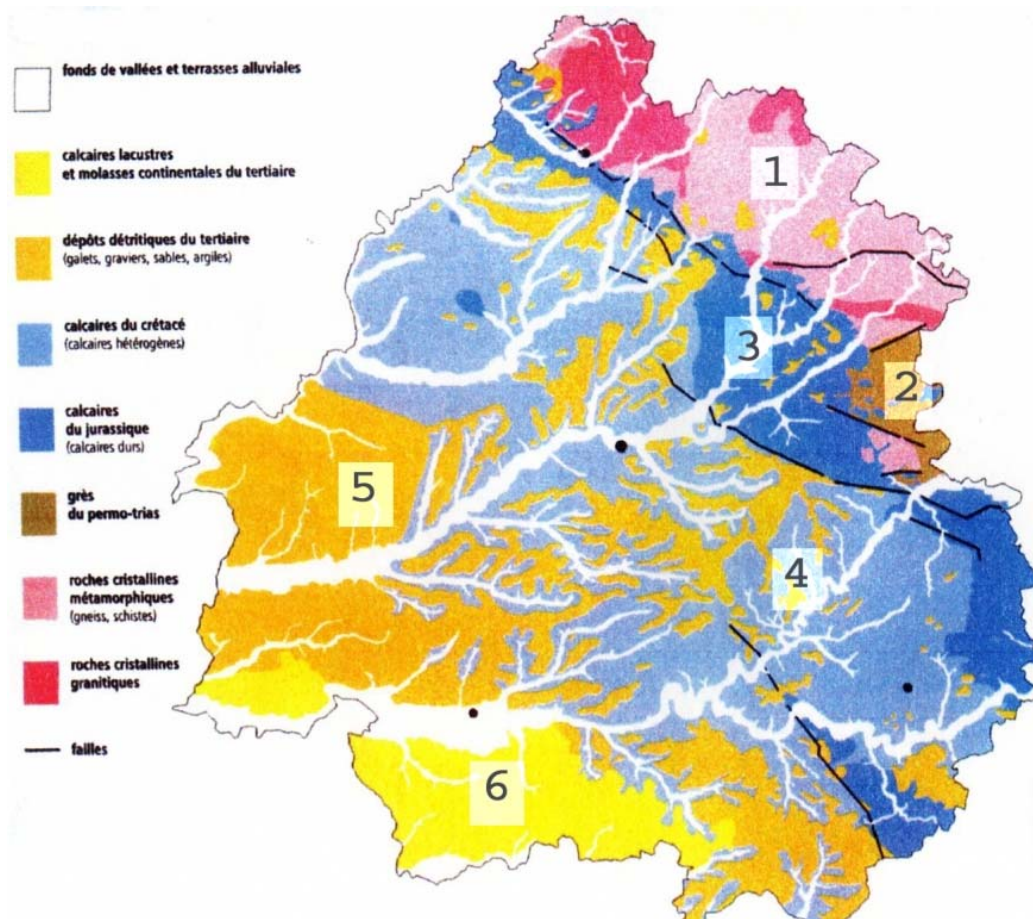 fonds de vallées et terrasses alluviales
calcaires lacustres
et molasses continentales du tertiaire
dépôts détritiques du tertiaire
(galets, graviers, sables, argiles)
calcaires du crétacé
(calcaires hétérogènes)
calcaires
du jurassique
(calcaires durs)
grès
du permo-trias
roches cristallines
métamorphiques
(gneiss, schistes)
roches cristallines
granitiques
failles
1
2
3
4
5
6